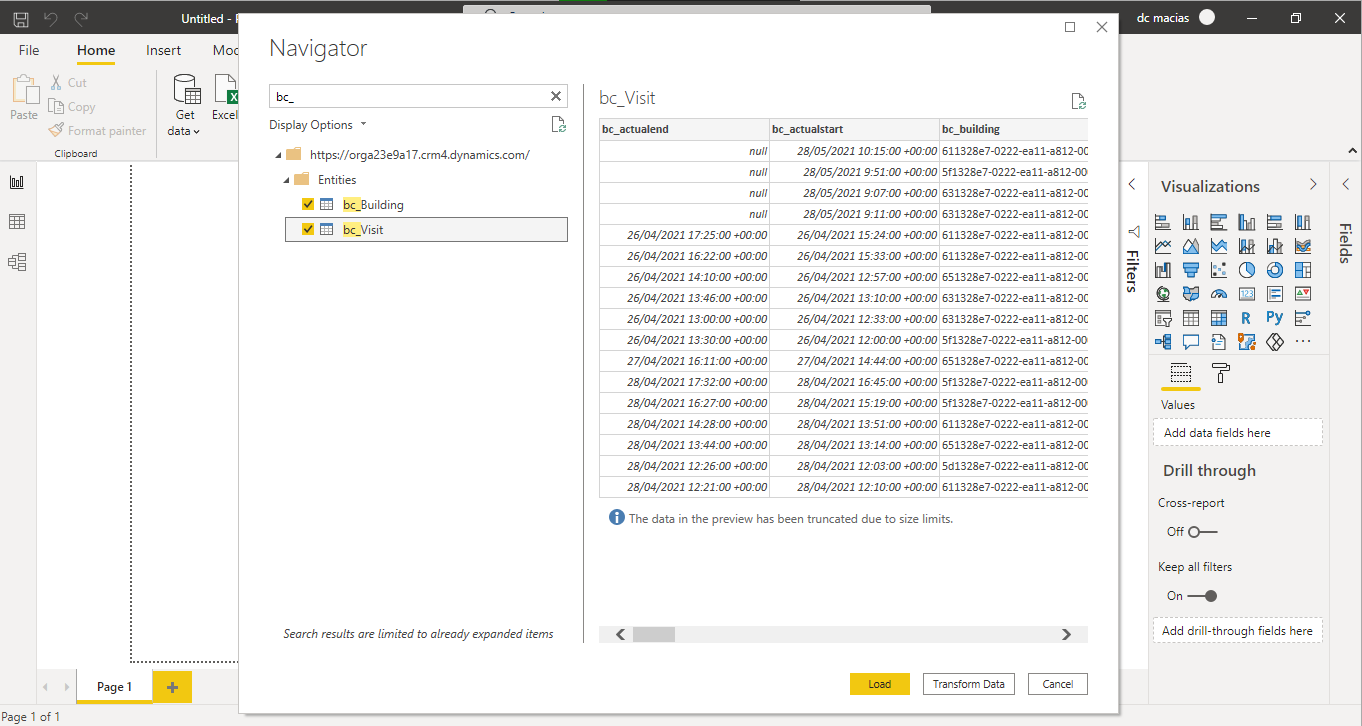 Untitled -
dc macias
File
Home
Insert
Navigator
Paste
Cut
Copy
Format painter
Clipboard
Get
data
Excel
bc_
Display Options
https://orga23e9a17.crm4.dynamics.com/
Entities
bc_Building
bc_Visit
Search results are limited to already expanded items
bc_Visit
bc_actualend bc_actualstart bc_building
null 28/05/2021 10:15:00 +00:00 611328e7-0222-ea11-a812-00
null 28/05/2021 9:51:00 +00:00 5f1328e7-0222-ea11-a812-00
null 28/05/2021 9:07:00 +00:00 631328e7-0222-ea11-a812-00
null 28/05/2021 9:11:00 +00:00 631328e7-0222-ea11-a812-00
26/04/2021 17:25:00 +00:00 26/04/2021 15:24:00 +00:00 611328e7-0222-ea11-a812-00
26/04/2021 16:22:00 +00:00 26/04/2021 15:33:00 +00:00 611328e7-0222-ea11-a812-00
26/04/2021 14:10:00 +00:00 26/04/2021 12:57:00 +00:00 651328e7-0222-ea11-a812-00
26/04/2021 13:46:00 +00:00 26/04/2021 13:10:00 +00:00 631328e7-0222-ea11-a812-00
26/04/2021 13:00:00 +00:00 26/04/2021 12:33:00 +00:00 631328e7-0222-ea11-a812-00
26/04/2021 13:30:00 +00:00 26/04/2021 12:00:00 +00:00 5f1328e7-0222-ea11-a812-00
27/04/2021 16:11:00 +00:00 27/04/2021 14:44:00 +00:00 651328e7-0222-ea11-a812-00
28/04/2021 17:32:00 +00:00 28/04/2021 16:45:00 +00:00 5f1328e7-0222-ea11-a812-00
28/04/2021 16:27:00 +00:00 28/04/2021 15:19:00 +00:00 5f1328e7-0222-ea11-a812-00
28/04/2021 14:28:00 +00:00 28/04/2021 13:51:00 +00:00 611328e7-0222-ea11-a812-00
28/04/2021 13:44:00 +00:00 28/04/2021 13:14:00 +00:00 651328e7-0222-ea11-a812-00
28/04/2021 12:26:00 +00:00 28/04/2021 12:03:00 +00:00 5d1328e7-0222-ea11-a812-00
28/04/2021 12:21:00 +00:00 28/04/2021 12:10:00 +00:00 611328e7-0222-ea11-a812-00
The data in the preview has been truncated due to size limits.
Load
Transform Data
Cancel
Filters
Visualizations
Fields
123
R
Py
Values
Add data fields here
Drill through
Cross-report
Off
Keep all filters
On
Add drill-through fields here
Page 1
Page 1 of 1